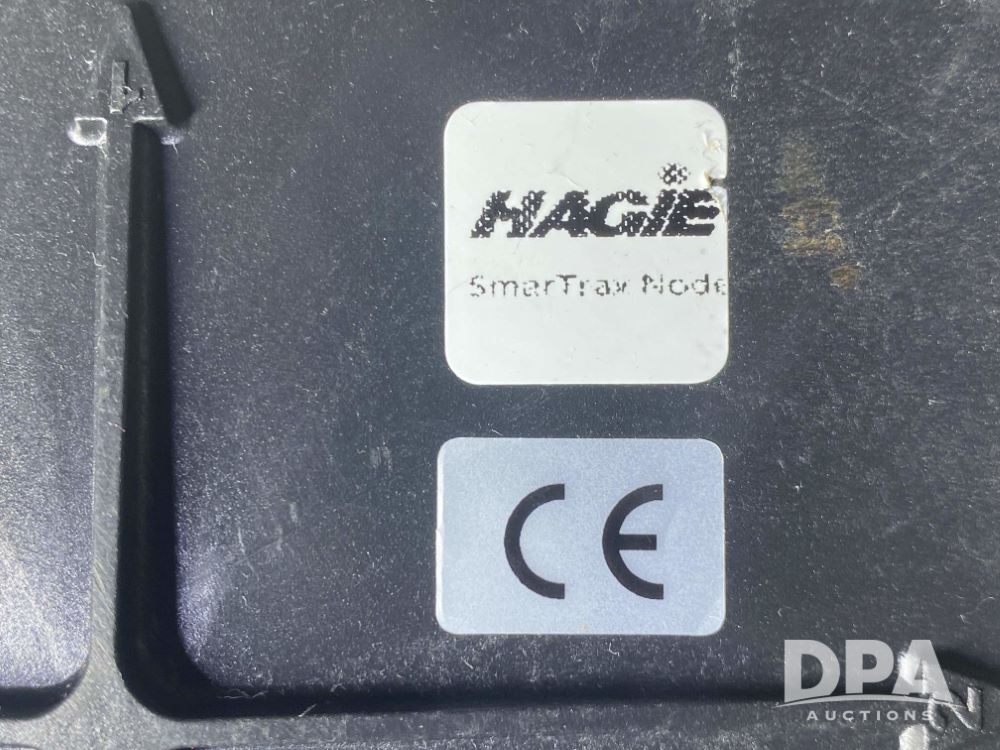 HAGIE
SmarTrax Node
CE
DPA
AUCTIONS
Z